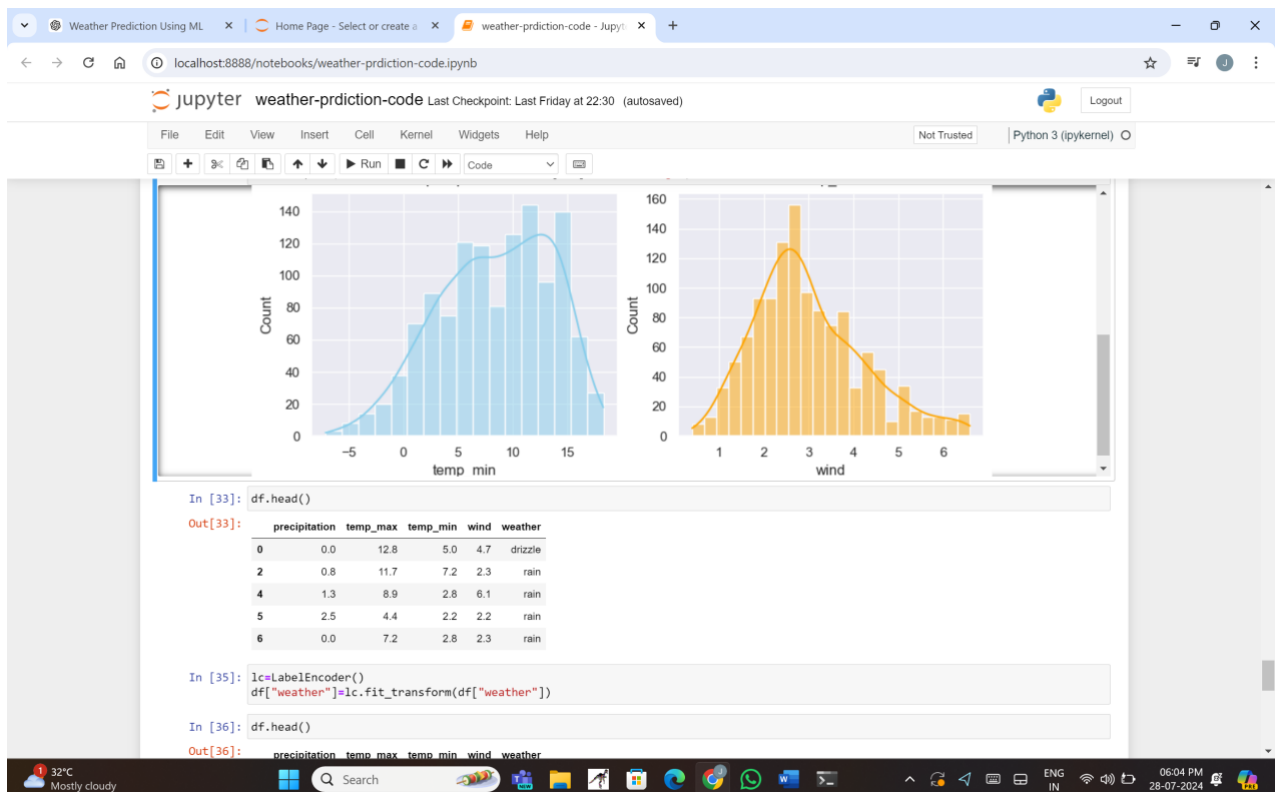 Weather Prediction Using ML
Home Page - Select or create a
weather-prdiction-code - Jupyt
localhost:8888/notebooks/weather-prdiction-code.ipynb
J
jupyter weather-prdiction-code Last Checkpoint: Last Friday at 22:30 (autosaved)
Logout
File Edit View Insert Cell Kernel Widgets Help
Not Trusted
Python 3 (ipykernel)
Run
Code
140
120
100
80
60
40
20
0
Count
−5 0 5 10 15
temp_min
160
140
120
100
80
60
40
20
0
Count
1 2 3 4 5 6
wind
In [33]: df.head()
Out[33]:
precipitation temp_max temp_min wind weather
0 0.0 12.8 5.0 4.7 drizzle
2 0.8 11.7 7.2 2.3 rain
4 1.3 8.9 2.8 6.1 rain
5 2.5 4.4 2.2 2.2 rain
6 0.0 7.2 2.8 2.3 rain
In [35]: lc=LabelEncoder()
df["weather"]=lc.fit_transform(df["weather"])
In [36]: df.head()
Out[36]:
precipitation temp_max temp_min wind weather
1
32°C
Mostly cloudy
Search
NEW
ENG
IN
06:04 PM
28-07-2024
PRE